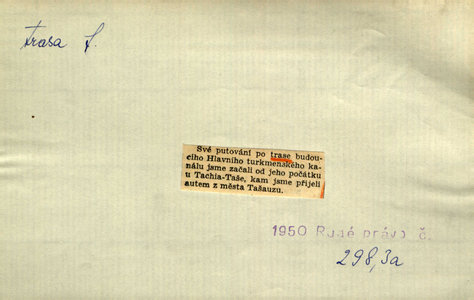 trasa f.
Své putování po trase budou-
cího Hlavního turkmenského ka-
nálu jsme začali od jeho počátku
u Tachia-Taše, kam jsme přijeli
autem z města Tašauzu.
1950 Rudé právo č.
298,3a